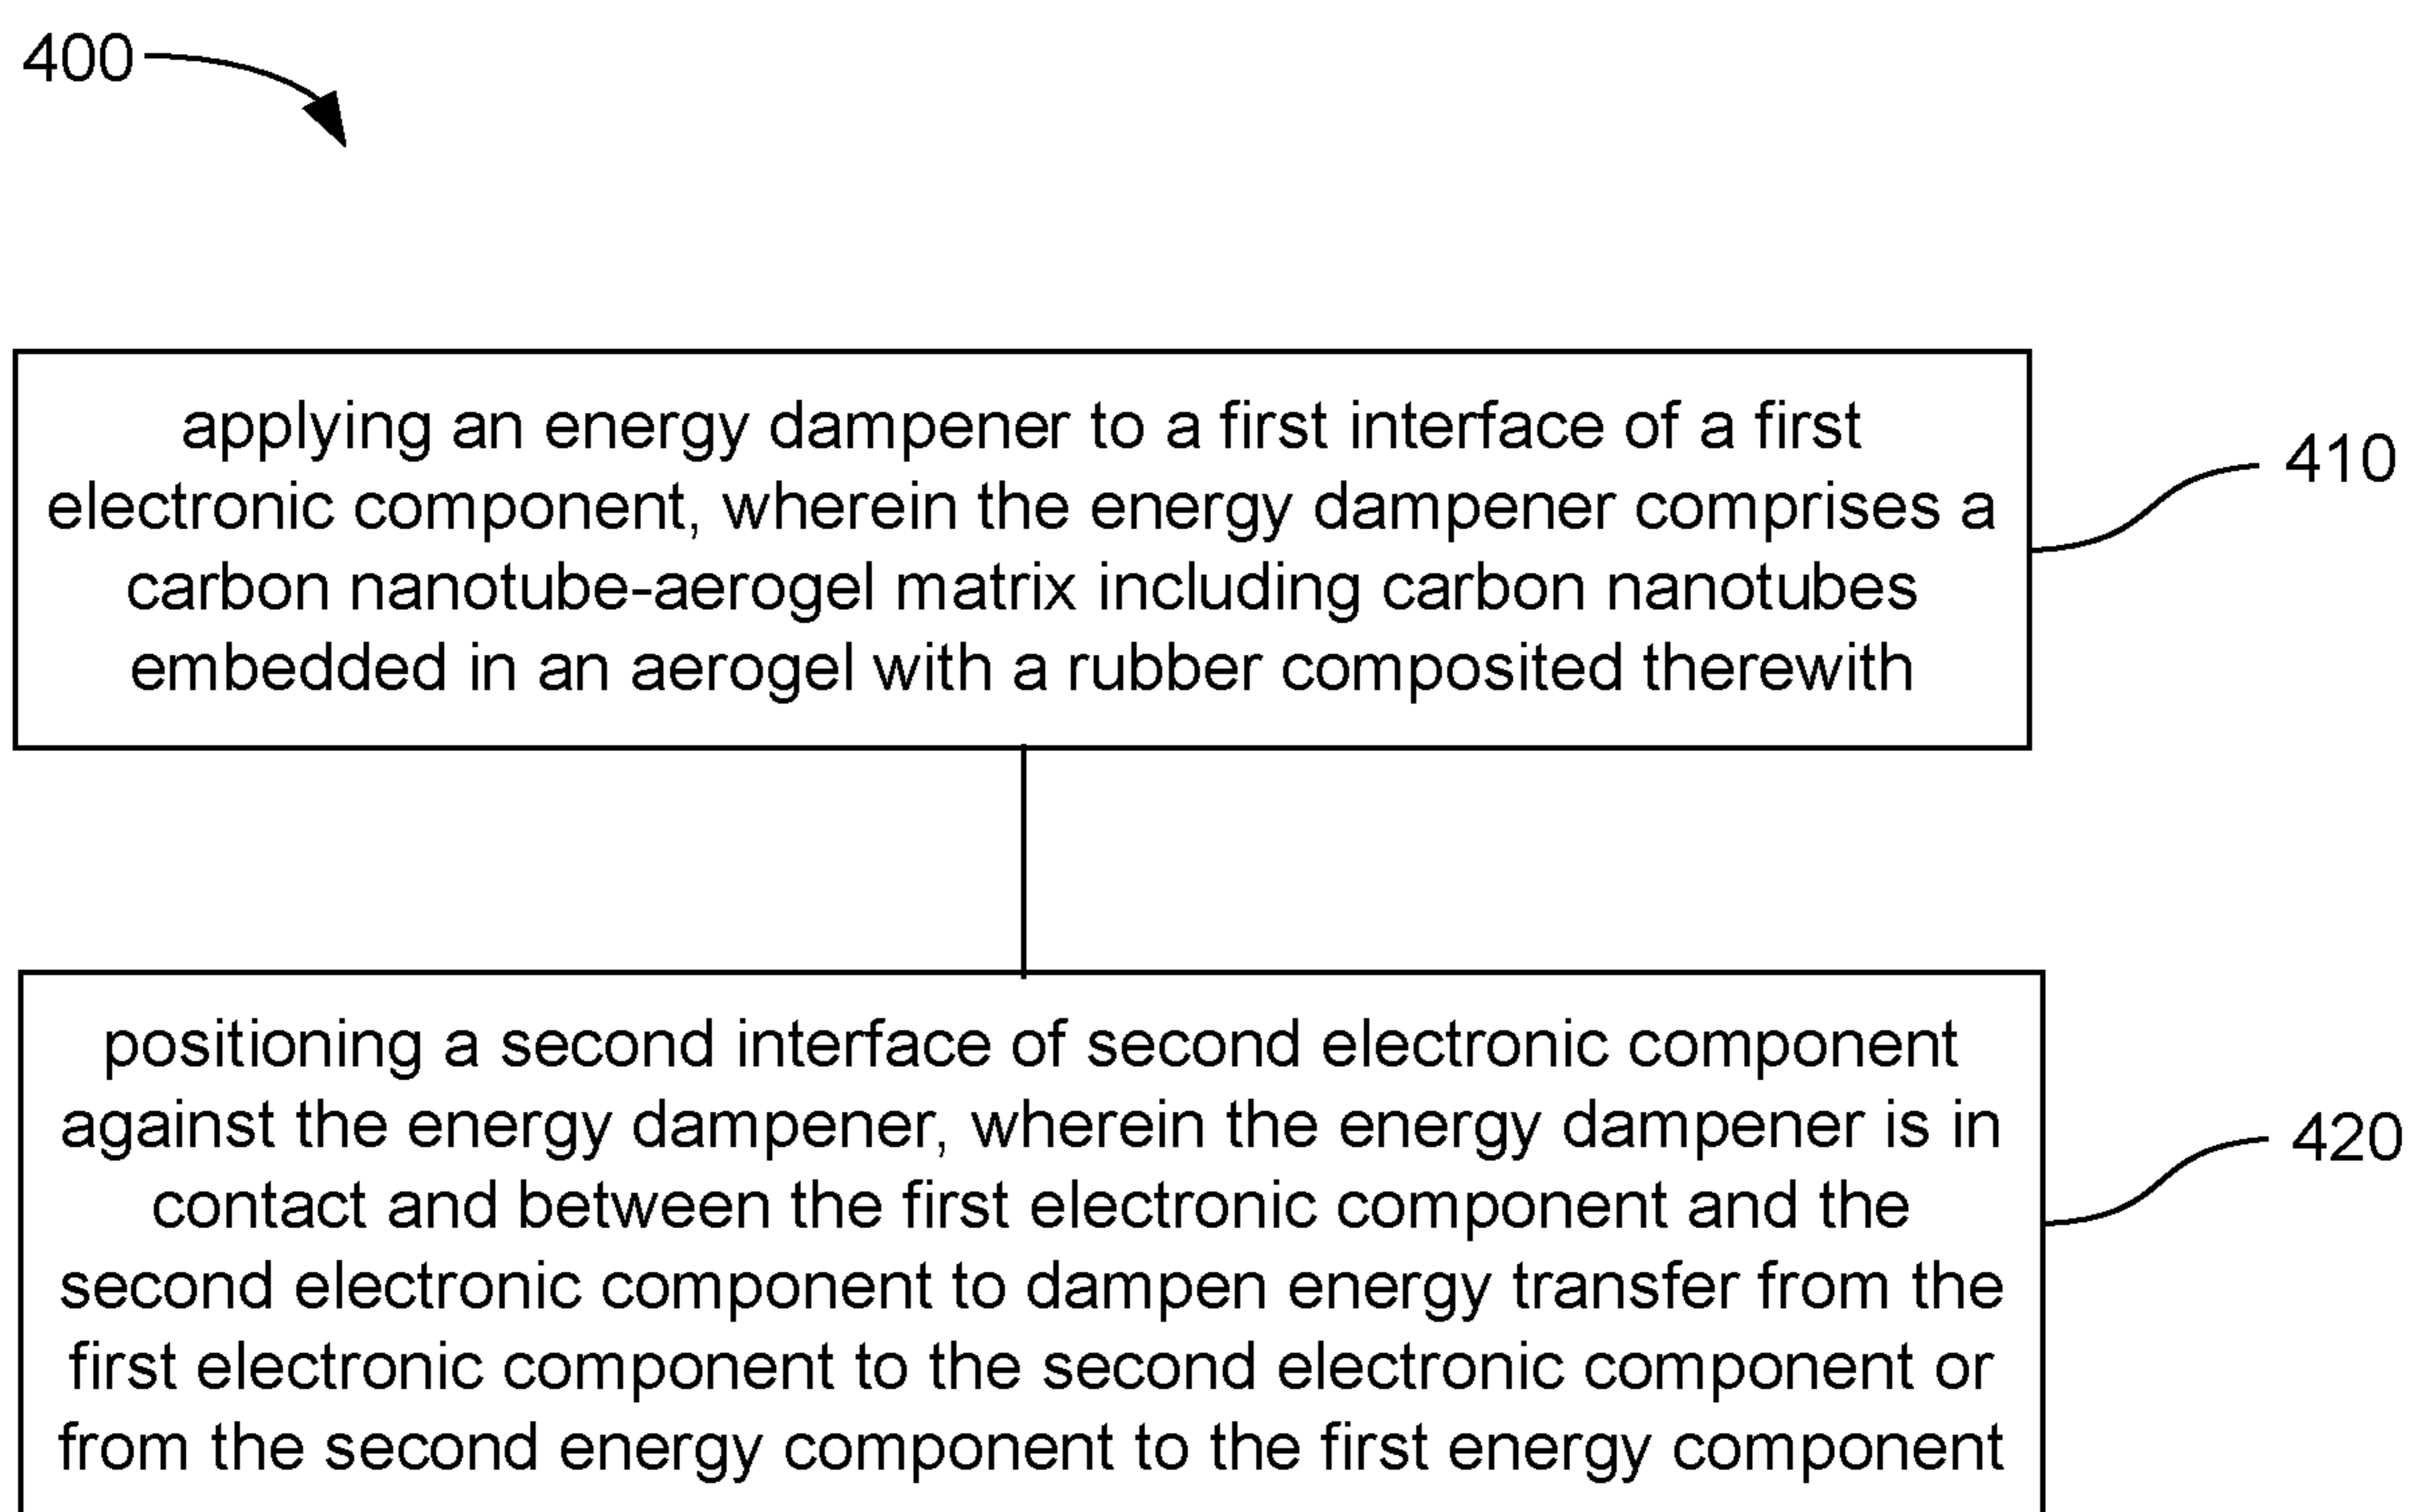 400
applying an energy dampener to a first interface of a first
electronic component, wherein the energy dampener comprises a
carbon nanotube-aerogel matrix including carbon nanotubes
embedded in an aerogel with a rubber composited therewith
410
positioning a second interface of second electronic component
against the energy dampener, wherein the energy dampener is in
contact and between the first electronic component and the
second electronic component to dampen energy transfer from the
first electronic component to the second electronic component or
from the second energy component to the first energy component
420